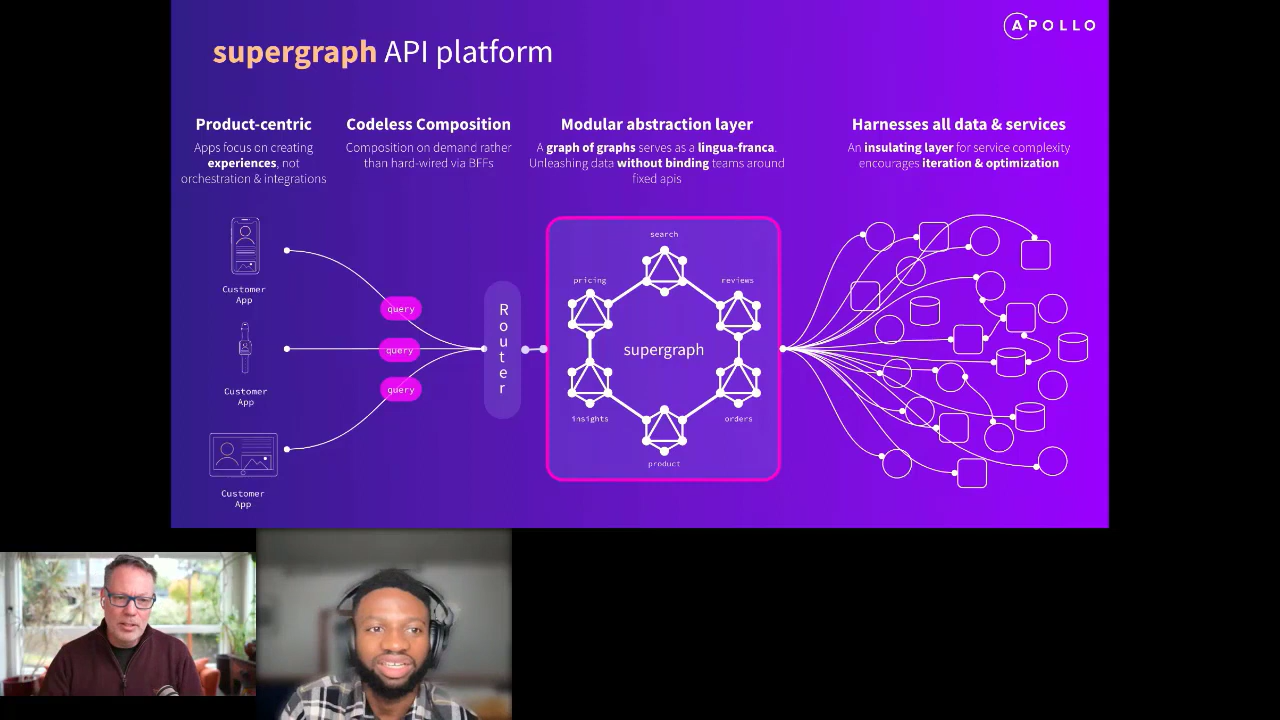 APOLLO
supergraph API platform
Product-centric
Apps focus on creating
experiences, not
orchestration & integrations
Codeless Composition
Composition on demand rather
than hard-wired via BFFs
Modular abstraction layer
A graph of graphs serves as a lingua-franca.
Unleashing data without binding teams around
fixed apis
Harnesses all data & services
An insulating layer for service complexity
encourages iteration & optimization
Customer
App
Customer
App
Customer
App
query
query
query
Router
search
pricing
reviews
supergraph
insights
orders
product